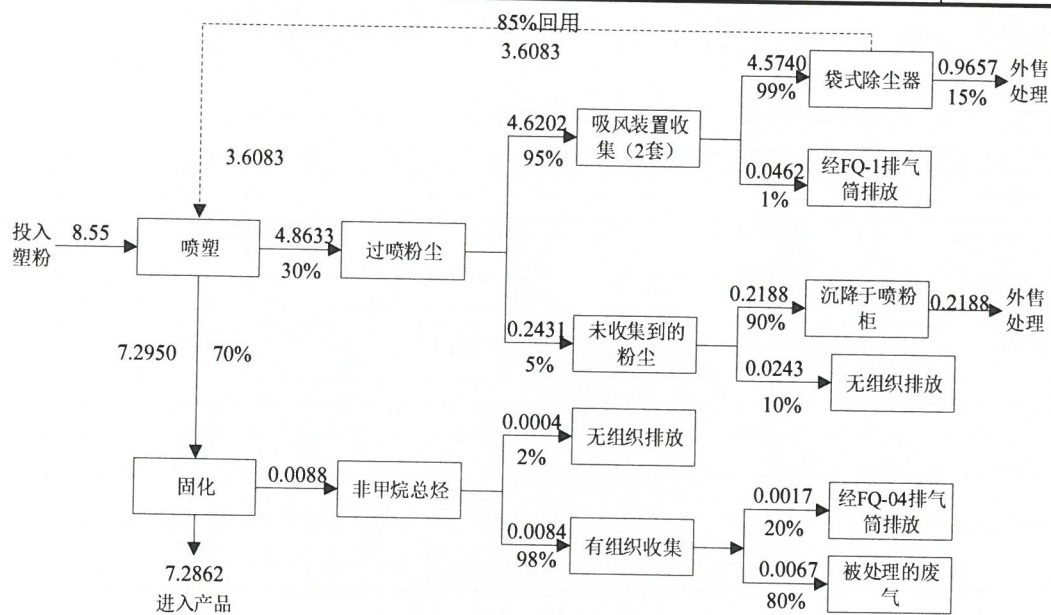 85%回用
3.6083
4.5740
99%
袋式除尘器
0.9657
15%
外售
处理
4.6202
95%
吸风装置收
集（2套）
0.0462
1%
经FQ-1排气
筒排放
3.6083
投入
塑粉
8.55
喷塑
4.8633
30%
过喷粉尘
0.2188
90%
沉降于喷粉
柜
0.2188
外售
处理
0.2431
5%
未收集到的
粉尘
0.0243
10%
无组织排放
7.2950
70%
0.0004
2%
无组织排放
固化
0.0088
非甲烷总烃
0.0084
98%
有组织收集
0.0017
20%
经FQ-04排气
筒排放
0.0067
80%
被处理的废
气
7.2862
进入产品